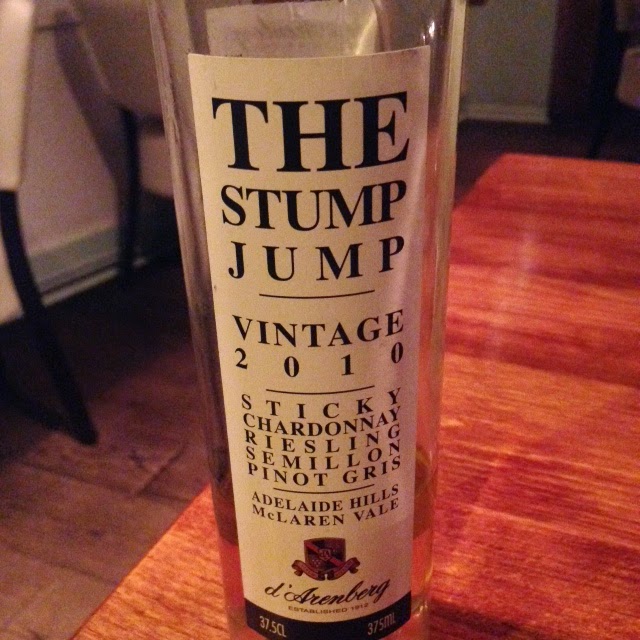 THE
STUMP
JUMP
VINTAGE
2010
STICKY
CHARDONNAY
RIESLING
SEMILLON
PINOT GRIS
ADELAIDE HILLS
McLAREN VALE
d'Arenberg
ESTABLISHED 1912
37.5CL 375ML